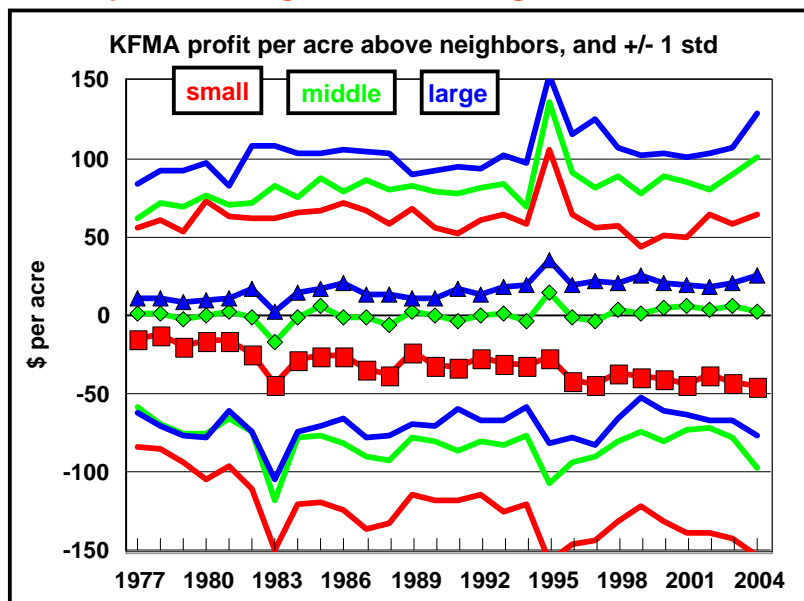 KFMA profit per acre above neighbors, and +/- 1 std
small middle large
$ per acre
150
100
50
0
-50
-100
-150
1977 1980 1983 1986 1989 1992 1995 1998 2001 2004